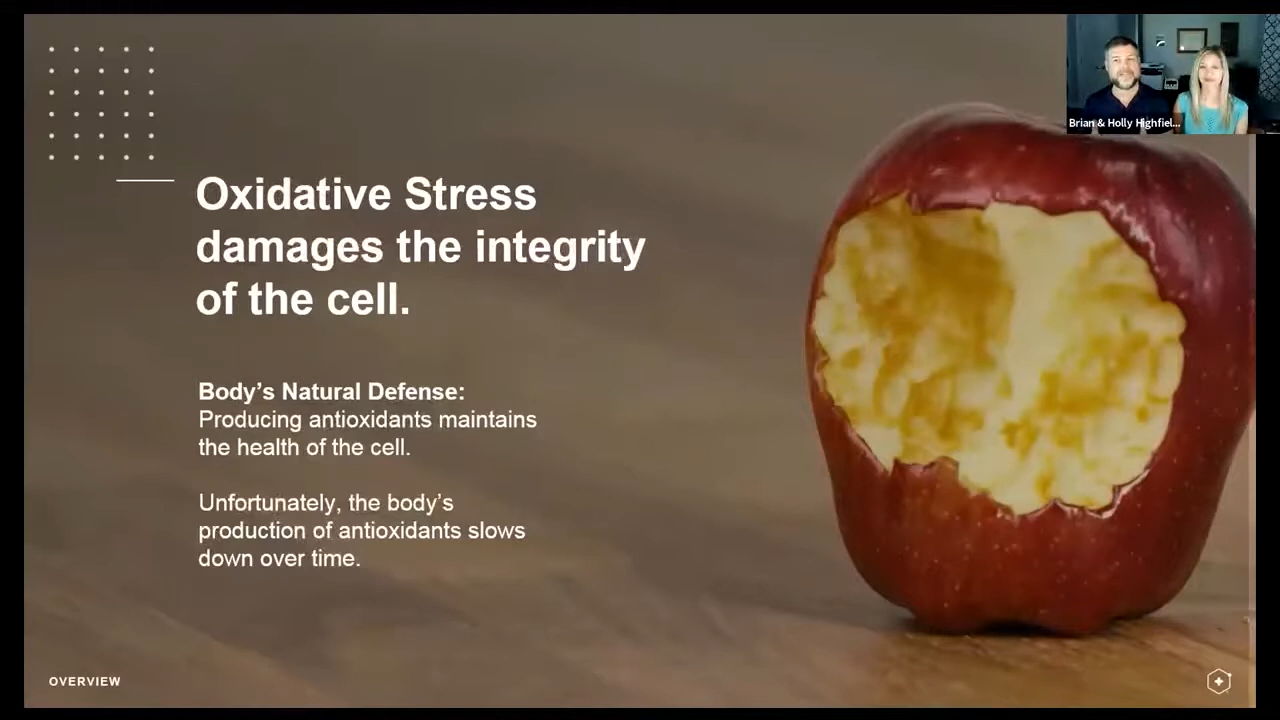 Brian & Holly Highfiel...
Oxidative Stress
damages the integrity
of the cell.
Body's Natural Defense:
Producing antioxidants maintains
the health of the cell.
Unfortunately, the body's
production of antioxidants slows
down over time.
OVERVIEW